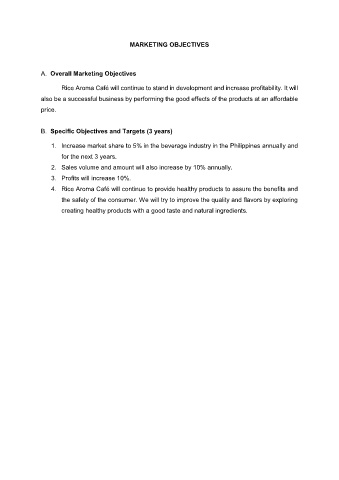 MARKETING OBJECTIVES
A. Overall Marketing Objectives
Rice Aroma Café will continue to stand in development and increase profitability. It will
also be a successful business by performing the good effects of the products at an affordable
price.
B. Specific Objectives and Targets (3 years)
1. Increase market share to 5% in the beverage industry in the Philippines annually and
for the next 3 years.
2. Sales volume and amount will also increase by 10% annually.
3. Profits will increase 10%.
4. Rice Aroma Café will continue to provide healthy products to assure the benefits and
the safety of the consumer. We will try to improve the quality and flavors by exploring
creating healthy products with a good taste and natural ingredients.